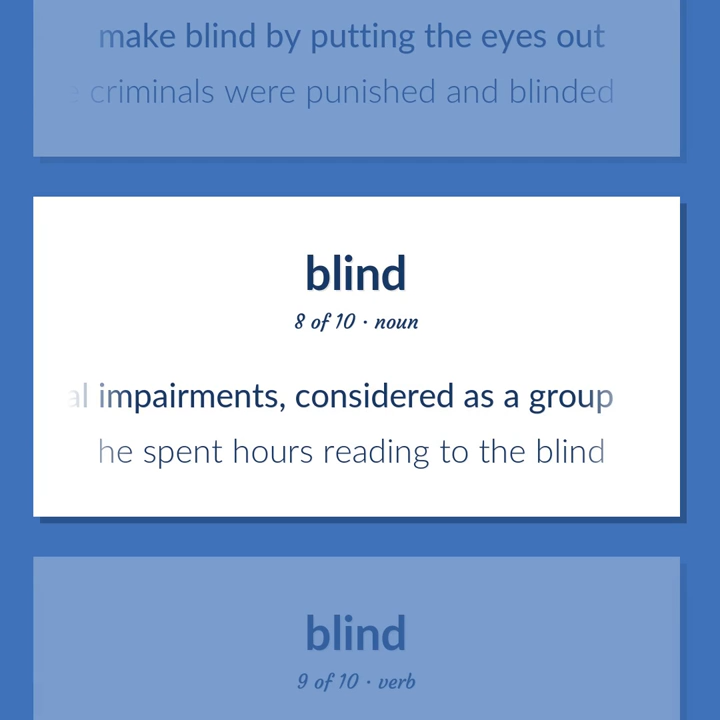 make blind by putting the eyes out
criminals were punished and blinded
blind
8 of 10 · noun
al impairments, considered as a group
he spent hours reading to the blind
blind
9 of 10 · verb